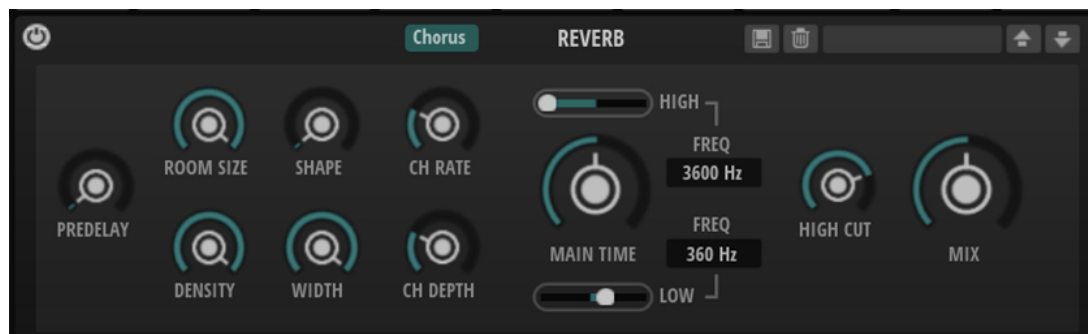 Chorus
REVERB
HIGH
FREQ
3600 Hz
ROOM SIZE
SHAPE
CH RATE
PREDELAY
MAIN TIME
HIGH CUT
MIX
FREQ
360 Hz
DENSITY
WIDTH
CH DEPTH
LOW